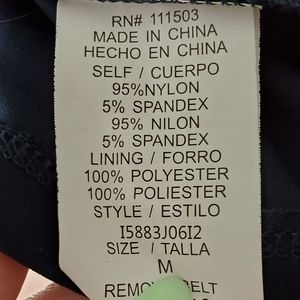 RN# 111503
MADE IN CHINA
HECHO EN CHINA
SELF / CUERPO
95%NYLON
5% SPANDEX
95% NILON
5% SPANDEX
LINING / FORRO
100% POLYESTER
100% POLIESTER
STYLE / ESTILO
I5883J06I2
SIZE / TALLA
M
BELT